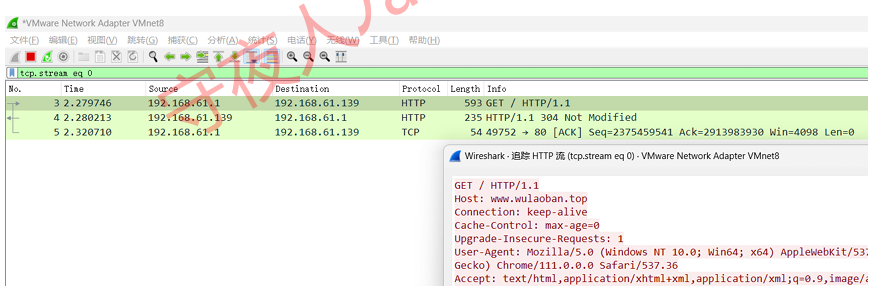 *VMware Network Adapter VMnet8
文件(F) 编辑(E) 视图(V) 跳转(G) 捕获(C) 分析(A) 统计(S) 电话(Y) 无线(W) 工具(T) 帮助(H)
tcp.stream eq 0
No. Time Source Destination Protocol Length Info
3 2.279746 192.168.61.1 192.168.61.139 HTTP 593 GET / HTTP/1.1
4 2.280213 192.168.61.139 192.168.61.1 HTTP 235 HTTP/1.1 304 Not Modified
5 2.320710 192.168.61.1 192.168.61.139 TCP 54 49752 → 80 [ACK] Seq=2375459541 Ack=2913983930 Win=4098 Len=0
守夜人
Wireshark · 追踪 HTTP 流 (tcp.stream eq 0) · VMware Network Adapter VMnet8
GET / HTTP/1.1
Host: www.wulaoban.top
Connection: keep-alive
Cache-Control: max-age=0
Upgrade-Insecure-Requests: 1
User-Agent: Mozilla/5.0 (Windows NT 10.0; Win64; x64) AppleWebKit/537
Gecko) Chrome/111.0.0.0 Safari/537.36
Accept: text/html,application/xhtml+xml,application/xml;q=0.9,image/a